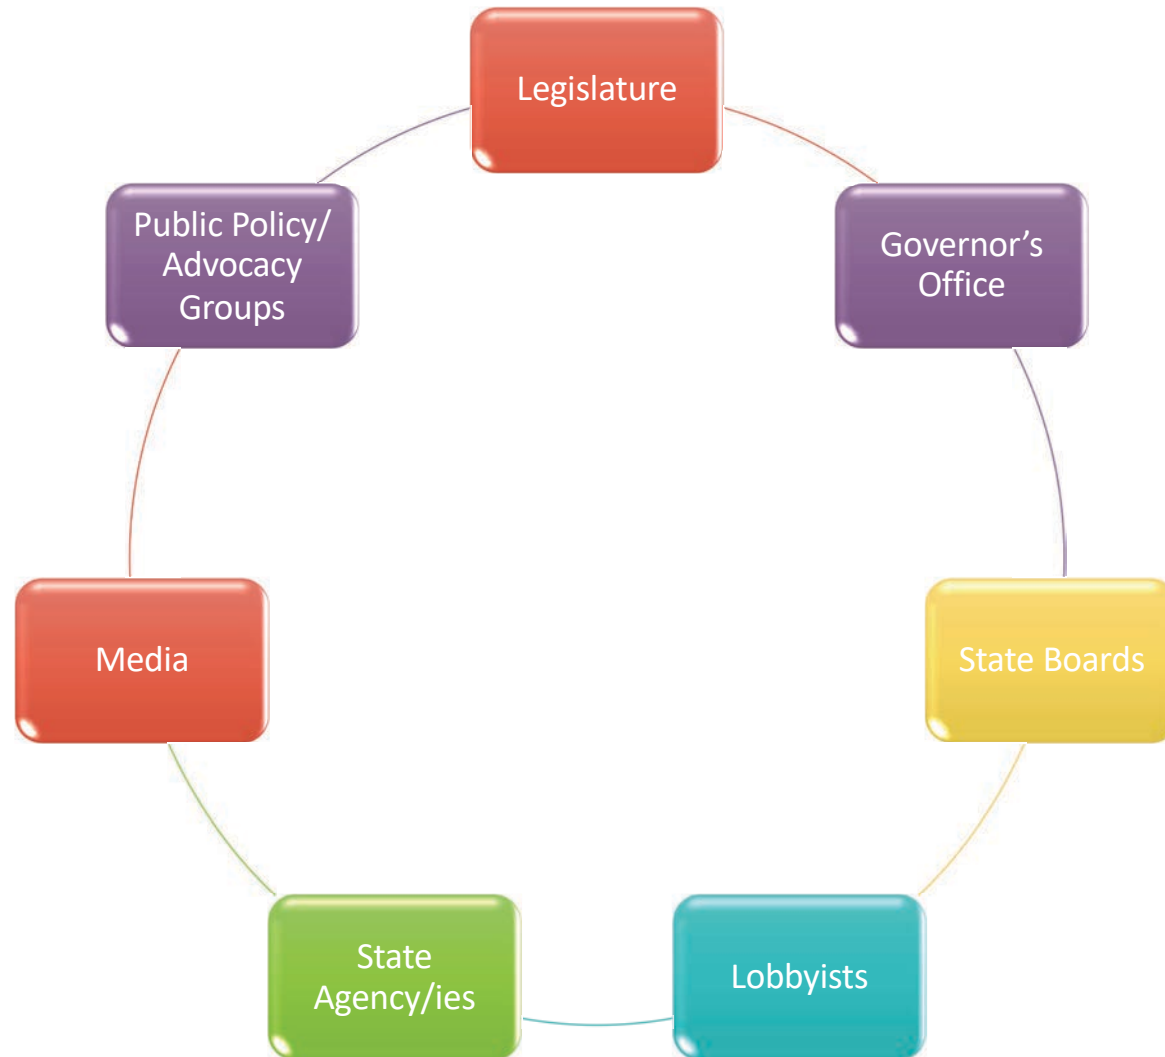 Legislature
Governor’s
Office
State Boards
Lobbyists
State
Agency/ies
Media
Public Policy/
Advocacy
Groups